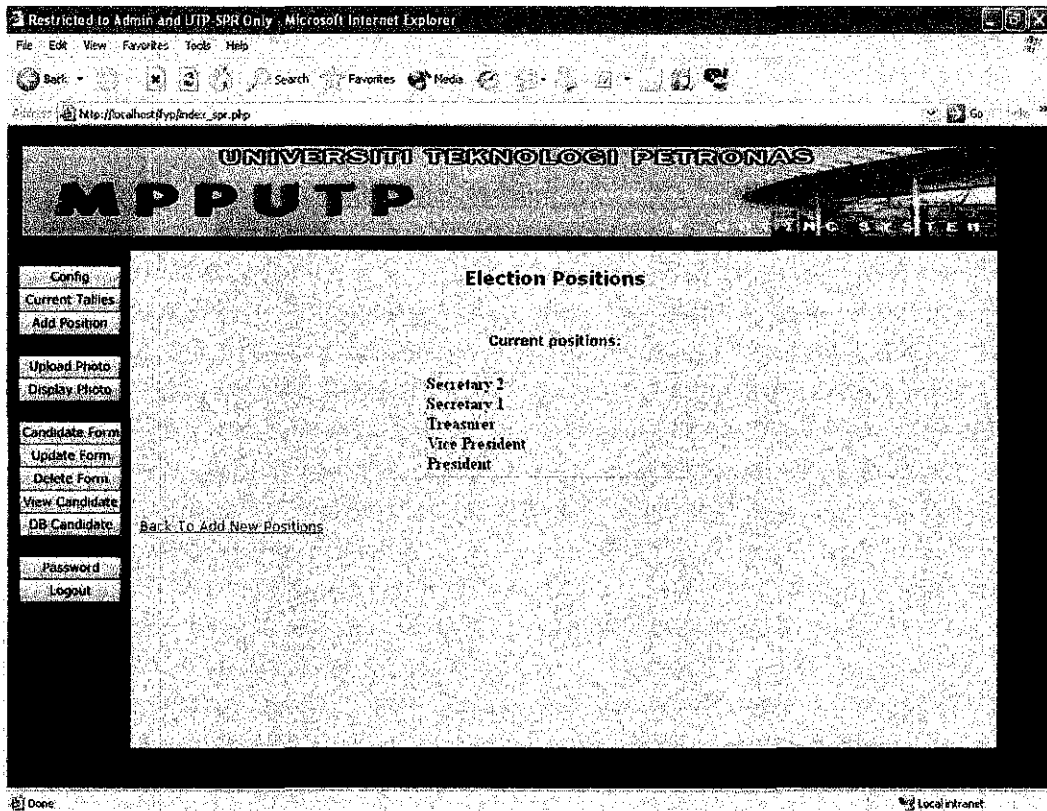 Restricted to Admin and UTP-SPR Only - Microsoft Internet Explorer
File Edit View Favorites Tools Help
Back Search Favorites Media
Address http://localhost/fyp/index_spr.php Go
UNIVERSITI TEKNOLOGI PETRONAS
MPPUTP
SYSTEM
Config
Current Tallies
Add Position
Upload Photo
Display Photo
Candidate Form
Update Form
Delete Form
View Candidate
DB Candidate
Password
Logout
Election Positions
Current positions:
Secretary 2
Secretary 1
Treasurer
Vice President
President
Back To Add New Positions
Done Local intranet